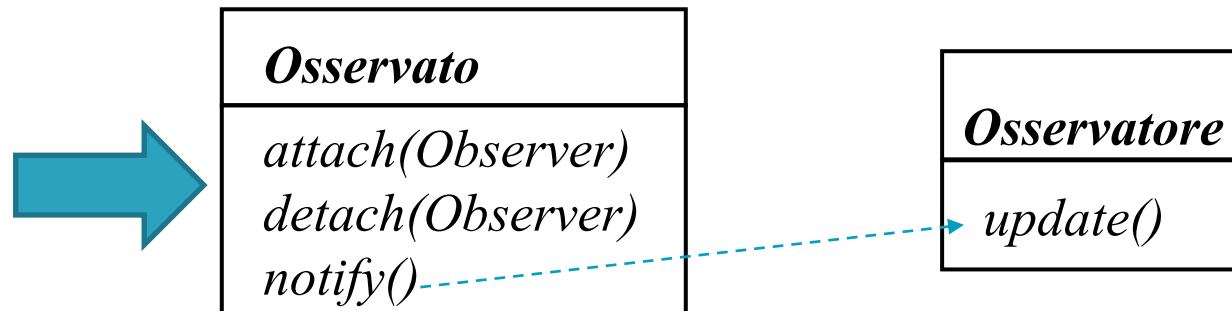 Osservato
attach(Observer)
detach(Observer)
notify()
Osservatore
update()